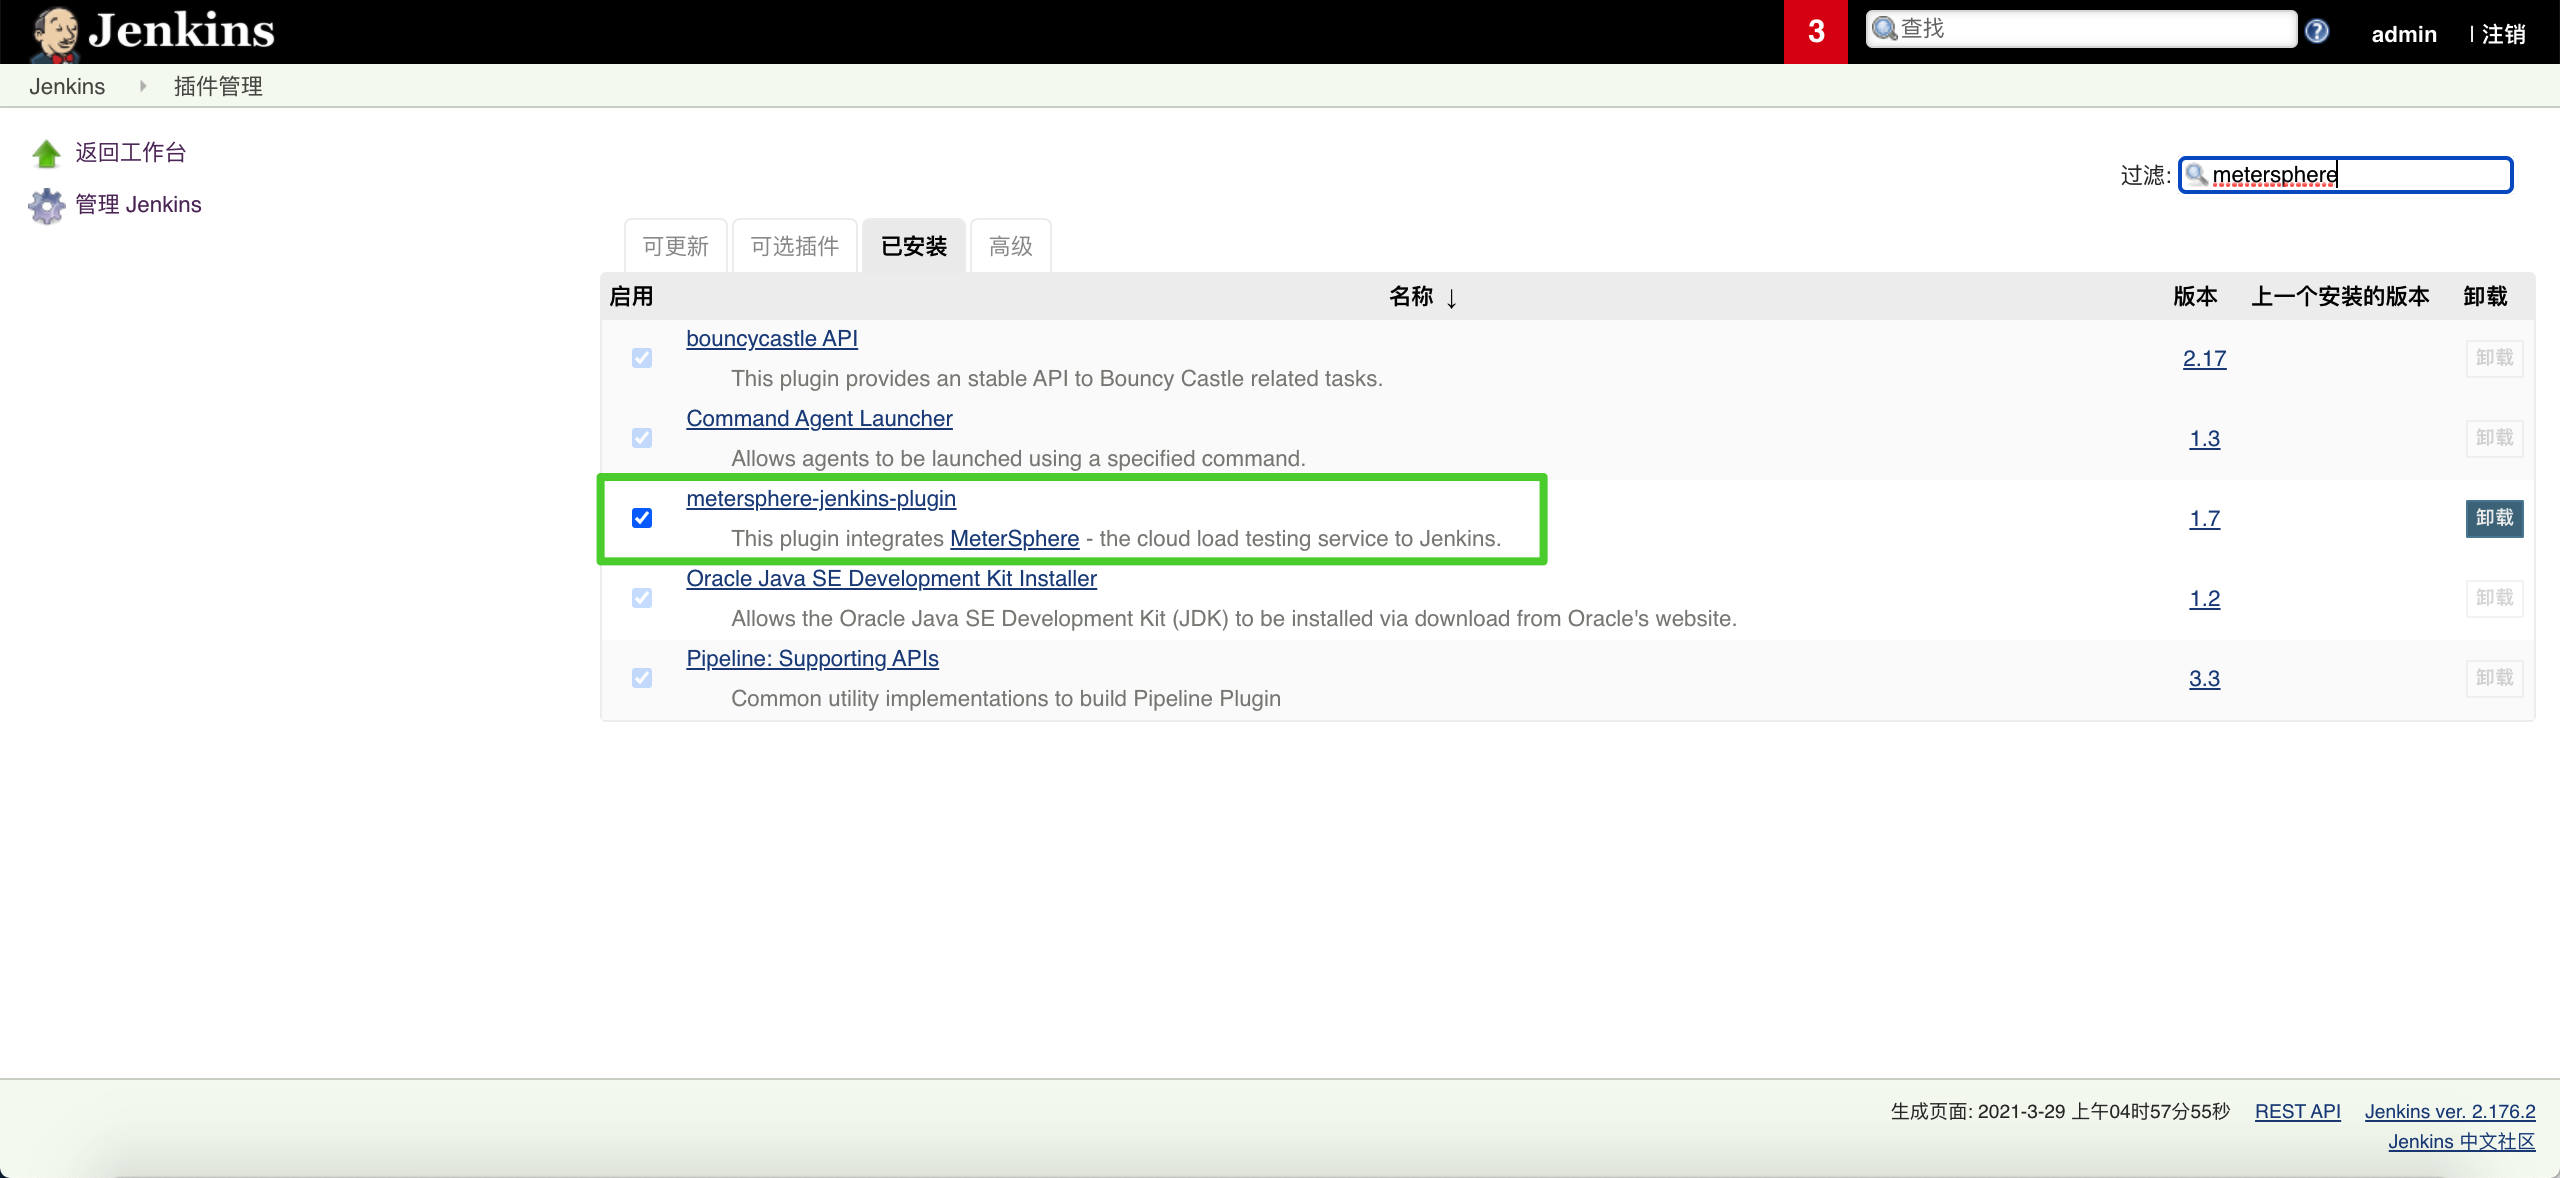 Jenkins
3
查找
admin
| 注销
Jenkins
插件管理
返回工作台
管理 Jenkins
过滤: metersphere
可更新 可选插件 已安装 高级
启用 名称 ↓ 版本 上一个安装的版本 卸载
bouncycastle API
This plugin provides an stable API to Bouncy Castle related tasks.
2.17 卸载
Command Agent Launcher
Allows agents to be launched using a specified command.
1.3 卸载
metersphere-jenkins-plugin
This plugin integrates MeterSphere - the cloud load testing service to Jenkins.
1.7 卸载
Oracle Java SE Development Kit Installer
Allows the Oracle Java SE Development Kit (JDK) to be installed via download from Oracle's website.
1.2 卸载
Pipeline: Supporting APIs
Common utility implementations to build Pipeline Plugin
3.3 卸载
生成页面: 2021-3-29 上午04时57分55秒 REST API Jenkins ver. 2.176.2
Jenkins 中文社区